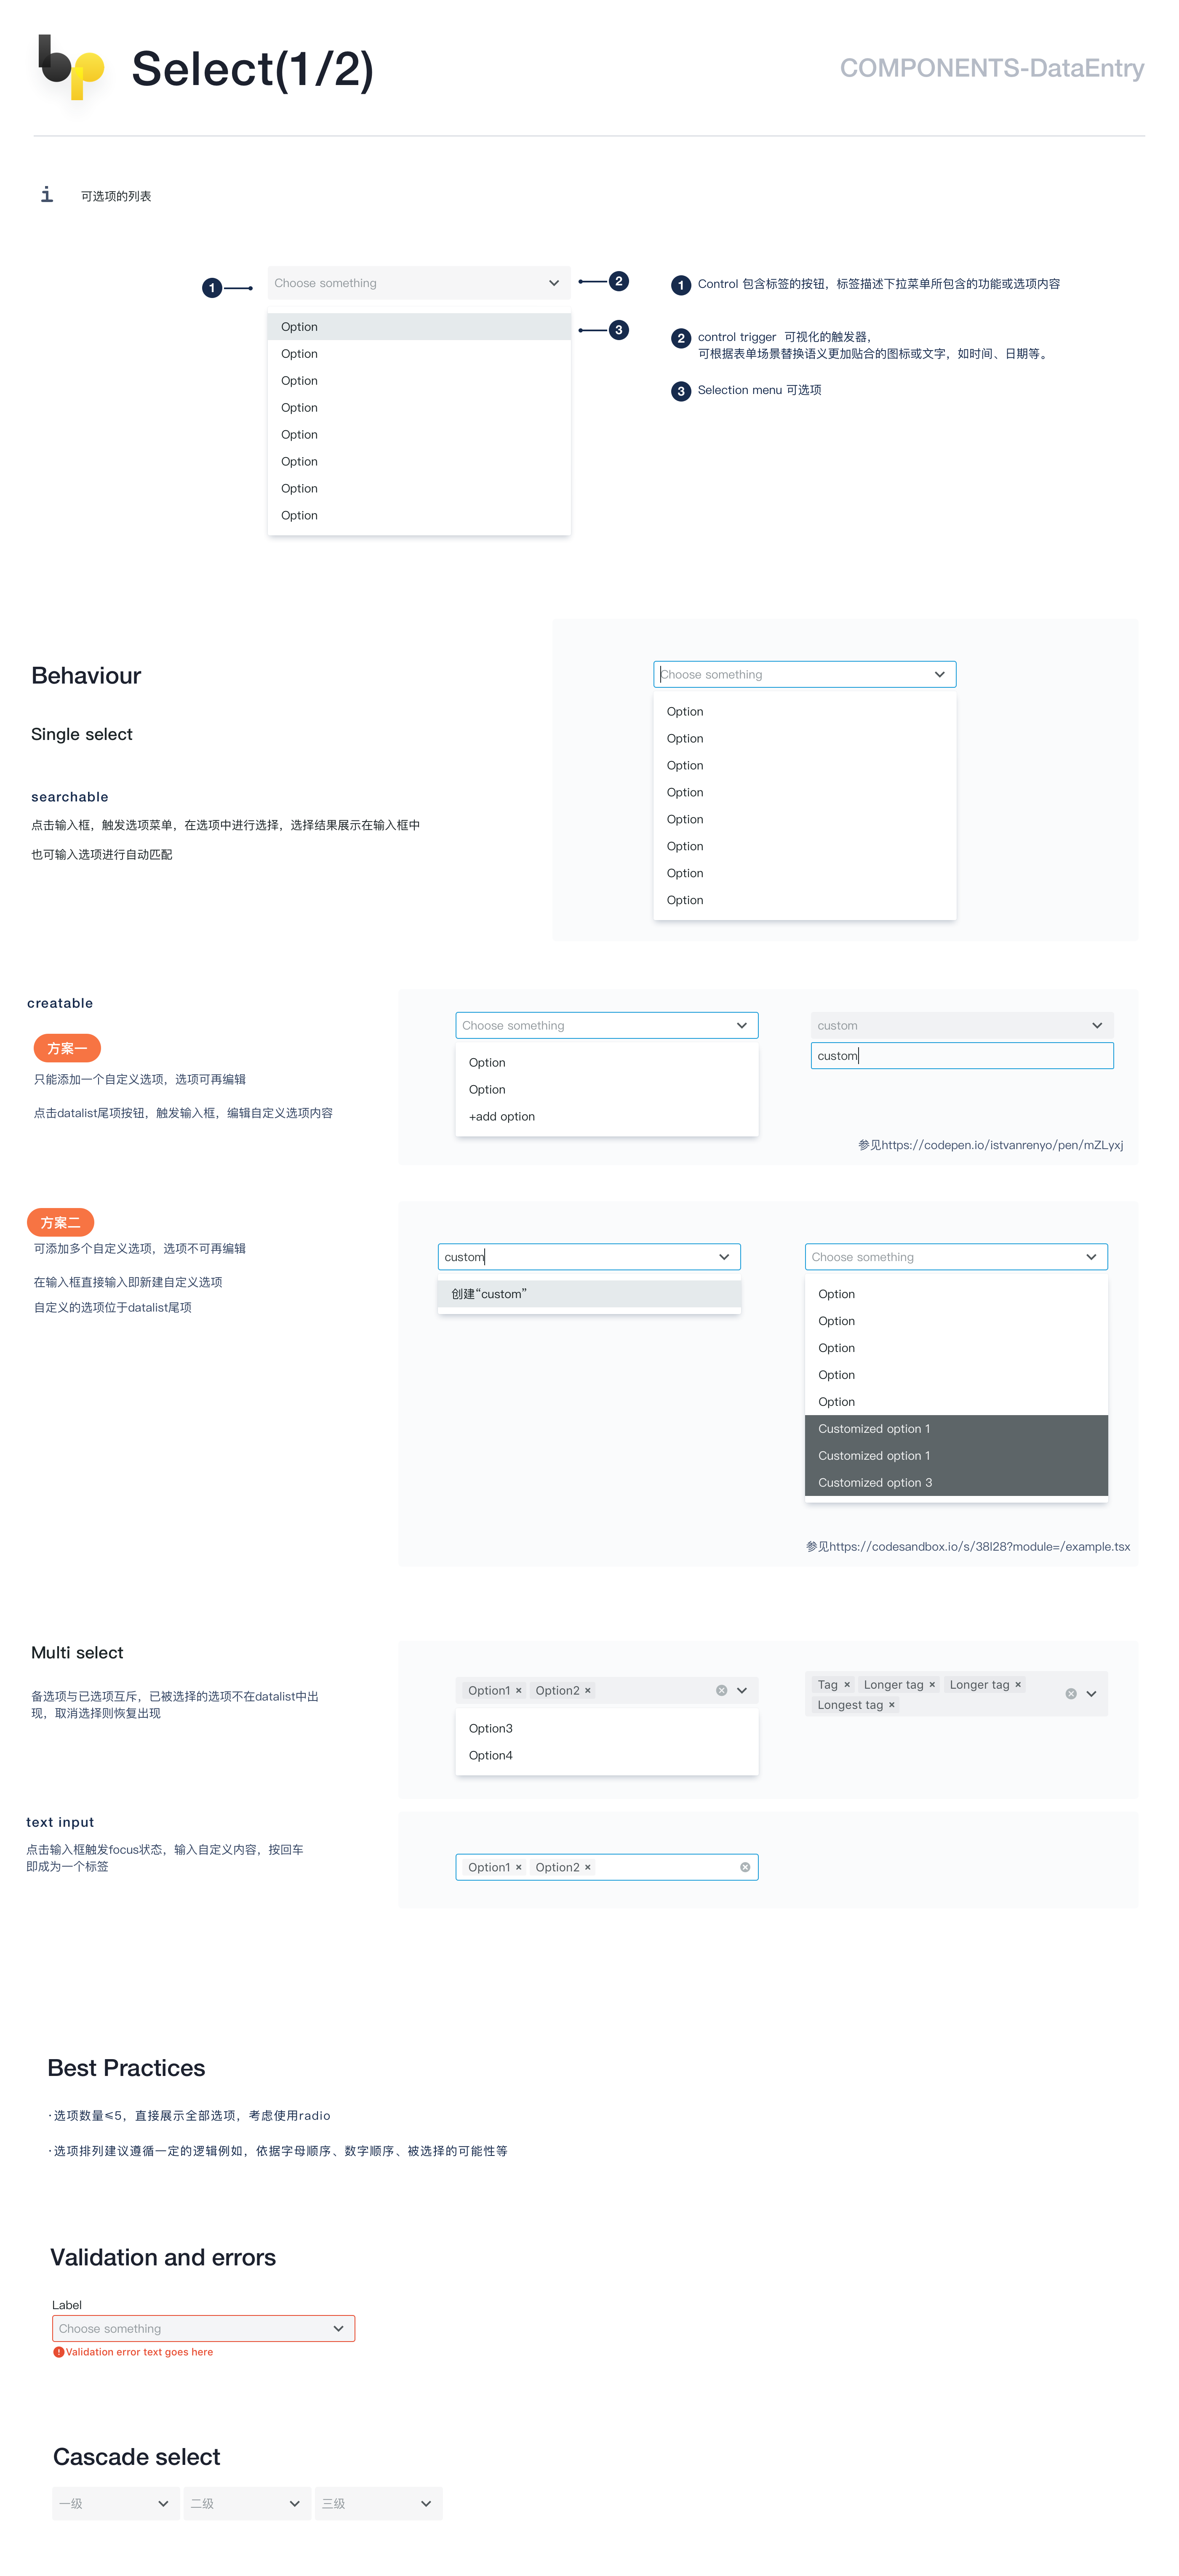 bp
Select(1/2)
COMPONENTS-DataEntry
i
可选项的列表
1
Choose something
2
Option
3
Option
Option
Option
Option
Option
Option
Option
1 Control 包含标签的按钮，标签描述下拉菜单所包含的功能或选项内容
2 control trigger 可视化的触发器，
可根据表单场景替换语义更加贴合的图标或文字，如时间、日期等。
3 Selection menu 可选项
Behaviour
Single select
searchable
点击输入框，触发选项菜单，在选项中进行选择，选择结果展示在输入框中
也可输入选项进行自动匹配
Choose something
Option
Option
Option
Option
Option
Option
Option
Option
creatable
方案一
只能添加一个自定义选项，选项可再编辑
点击datalist尾项按钮，触发输入框，编辑自定义选项内容
Choose something
Option
Option
+add option
custom
custom
参见https://codepen.io/istvanrenyo/pen/mZLyxj
方案二
可添加多个自定义选项，选项不可再编辑
在输入框直接输入即新建自定义选项
自定义的选项位于datalist尾项
custom
创建“custom”
Choose something
Option
Option
Option
Option
Option
Customized option 1
Customized option 1
Customized option 3
参见https://codesandbox.io/s/38l28?module=/example.tsx
Multi select
备选项与已选项互斥，已被选择的选项不在datalist中出
现，取消选择则恢复出现
Option1 × Option2 ×
Option3
Option4
Tag × Longer tag × Longer tag ×
Longest tag ×
text input
点击输入框触发focus状态，输入自定义内容，按回车
即成为一个标签
Option1 × Option2 ×
Best Practices
·选项数量≤5，直接展示全部选项，考虑使用radio
·选项排列建议遵循一定的逻辑例如，依据字母顺序、数字顺序、被选择的可能性等
Validation and errors
Label
Choose something
Validation error text goes here
Cascade select
一级
二级
三级